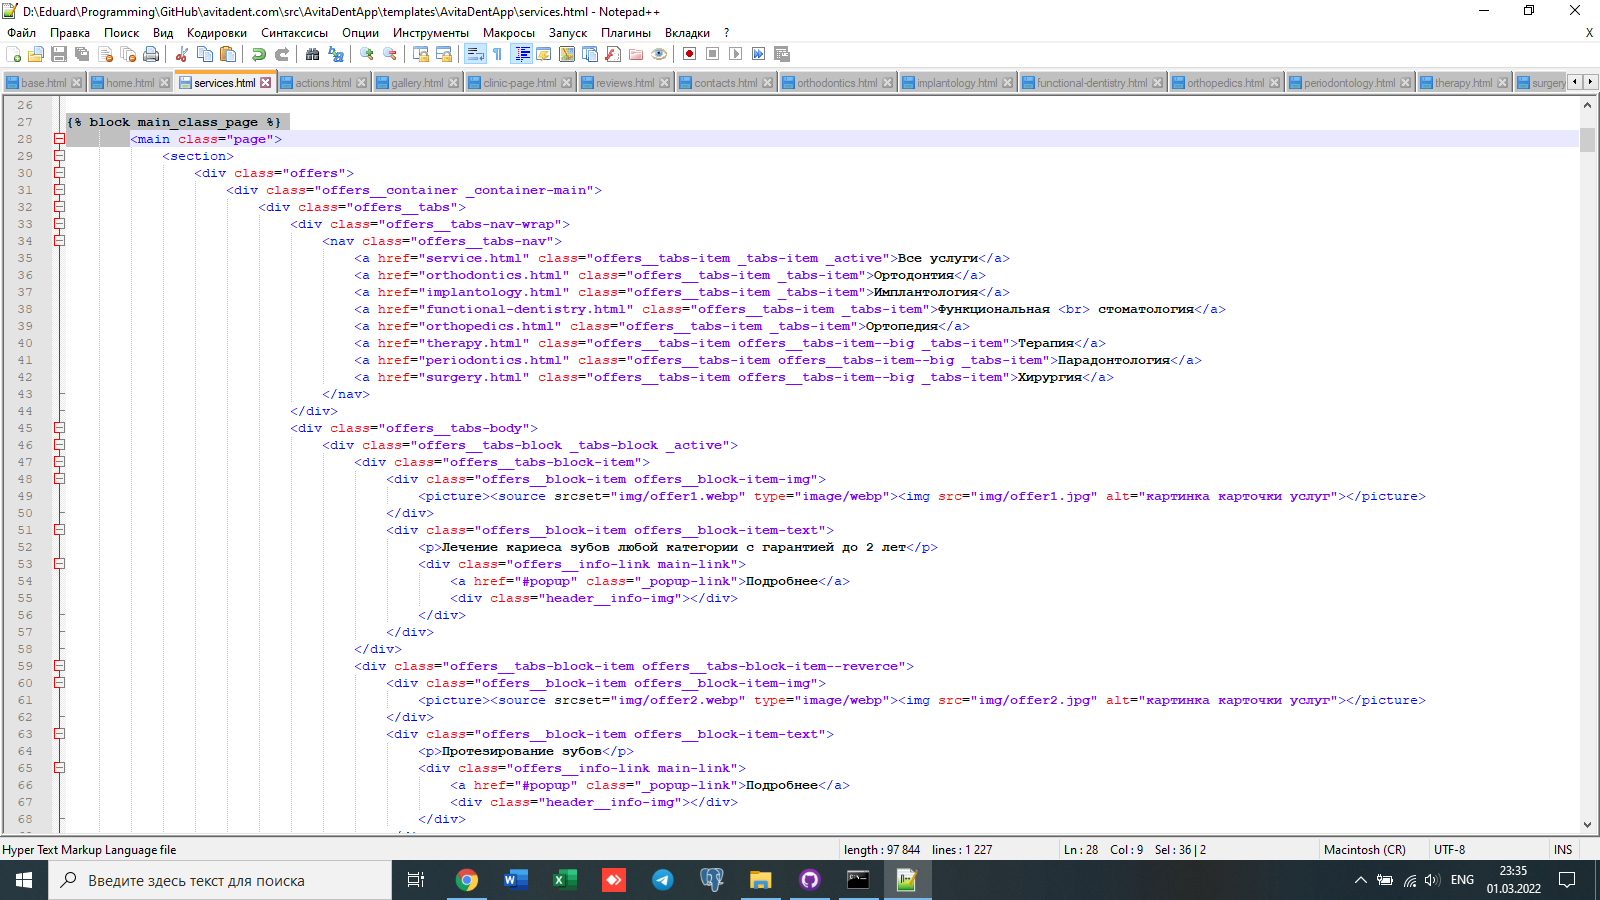 D:\Eduard\Programming\GitHub\avitadent.com\src\AvitaDentApp\templates\AvitaDentApp\services.html - Notepad++
Файл Правка Поиск Вид Кодировки Синтаксисы Опции Инструменты Макросы Запуск Плагины Вкладки ? X
base.html home.html services.html actions.html gallery.html clinic-page.html reviews.html contacts.html orthodontics.html implantology.html functional-dentistry.html orthopedics.html periodontology.html therapy.html surgery
26
27 {% block main_class_page %}
28 <main class="page">
29 <section>
30 <div class="offers">
31 <div class="offers__container _container-main">
32 <div class="offers__tabs">
33 <div class="offers__tabs-nav-wrap">
34 <nav class="offers__tabs-nav">
35 <a href="service.html" class="offers__tabs-item _tabs-item _active">Все услуги</a>
36 <a href="orthodontics.html" class="offers__tabs-item _tabs-item">Ортодонтия</a>
37 <a href="implantology.html" class="offers__tabs-item _tabs-item">Имплантология</a>
38 <a href="functional-dentistry.html" class="offers__tabs-item _tabs-item">Функциональная <br> стоматология</a>
39 <a href="orthopedics.html" class="offers__tabs-item _tabs-item">Ортопедия</a>
40 <a href="therapy.html" class="offers__tabs-item offers__tabs-item--big _tabs-item">Терапия</a>
41 <a href="periodontics.html" class="offers__tabs-item offers__tabs-item--big _tabs-item">Парадонтология</a>
42 <a href="surgery.html" class="offers__tabs-item offers__tabs-item--big _tabs-item">Хирургия</a>
43 </nav>
44 </div>
45 <div class="offers__tabs-body">
46 <div class="offers__tabs-block _tabs-block _active">
47 <div class="offers__tabs-block-item">
48 <div class="offers__block-item offers__block-item-img">
49 <picture><source srcset="img/offer1.webp" type="image/webp"><img src="img/offer1.jpg" alt="картинка карточки услуг"></picture>
50 </div>
51 <div class="offers__block-item offers__block-item-text">
52 <p>Лечение кариеса зубов любой категории с гарантией до 2 лет</p>
53 <div class="offers__info-link main-link">
54 <a href="#popup" class="_popup-link">Подробнее</a>
55 <div class="header__info-img"></div>
56 </div>
57 </div>
58 </div>
59 <div class="offers__tabs-block-item offers__tabs-block-item--reverce">
60 <div class="offers__block-item offers__block-item-img">
61 <picture><source srcset="img/offer2.webp" type="image/webp"><img src="img/offer2.jpg" alt="картинка карточки услуг"></picture>
62 </div>
63 <div class="offers__block-item offers__block-item-text">
64 <p>Протезирование зубов</p>
65 <div class="offers__info-link main-link">
66 <a href="#popup" class="_popup-link">Подробнее</a>
67 <div class="header__info-img"></div>
68 </div>
Hyper Text Markup Language file length : 97 844 lines : 1 227 Ln : 28 Col : 9 Sel : 36 | 2 Macintosh (CR) UTF-8 INS
Введите здесь текст для поиска ENG 23:35
01.03.2022